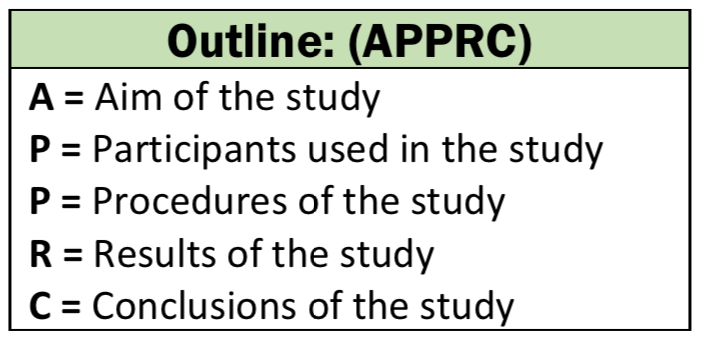 Outline: (APPRC)
A = Aim of the study
P = Participants used in the study
P = Procedures of the study
R = Results of the study
C = Conclusions of the study